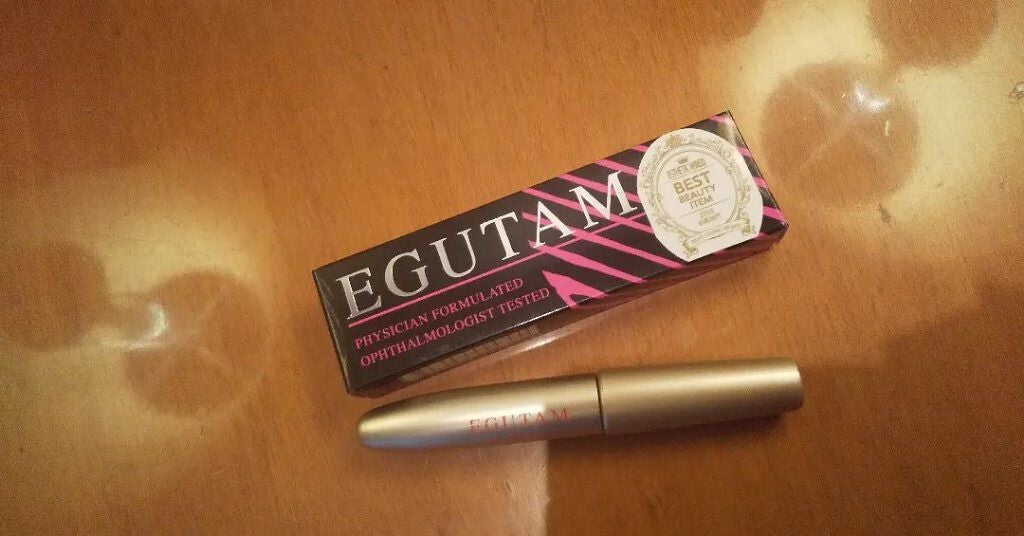 EGUTAM
PHYSICIAN FORMULATED
OPHTHALMOLOGIST TESTED
BEST
BEAUTY
ITEM
EGUTAM